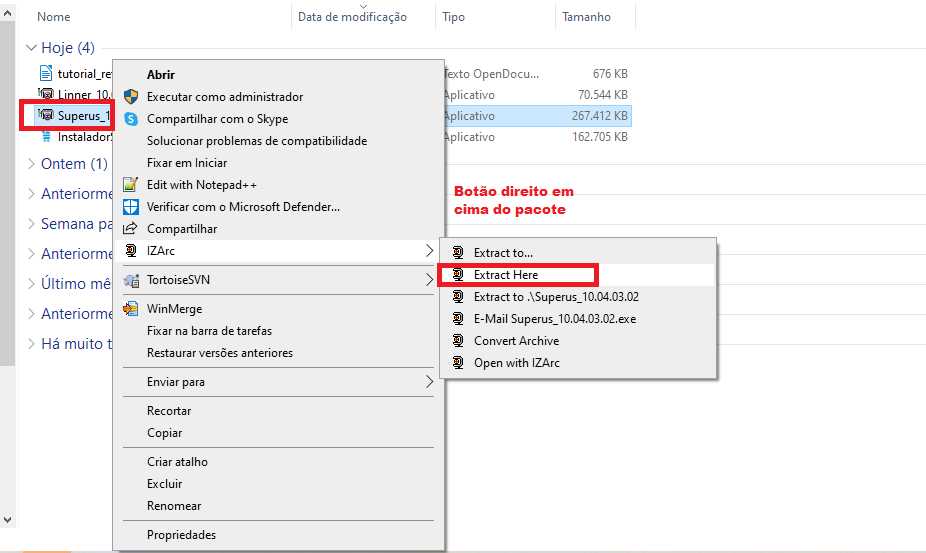 Nome Data de modificação Tipo Tamanho
Hoje (4)
tutorial_re Texto OpenDocu... 676 KB
Linner_10. Aplicativo 70.544 KB
Superus_1 Aplicativo 267.412 KB
Instalador Aplicativo 162.705 KB
Ontem (1)
Anteriorme
Semana pa
Anteriorme
Último mê
Anteriorme
Há muito t
Abrir
Executar como administrador
Compartilhar com o Skype
Solucionar problemas de compatibilidade
Fixar em Iniciar
Edit with Notepad++
Verificar com o Microsoft Defender...
Compartilhar
IZArc
TortoiseSVN
WinMerge
Fixar na barra de tarefas
Restaurar versões anteriores
Enviar para
Recortar
Copiar
Criar atalho
Excluir
Renomear
Propriedades
Botão direito em
cima do pacote
Extract to...
Extract Here
Extract to .\Superus_10.04.03.02
E-Mail Superus_10.04.03.02.exe
Convert Archive
Open with IZArc